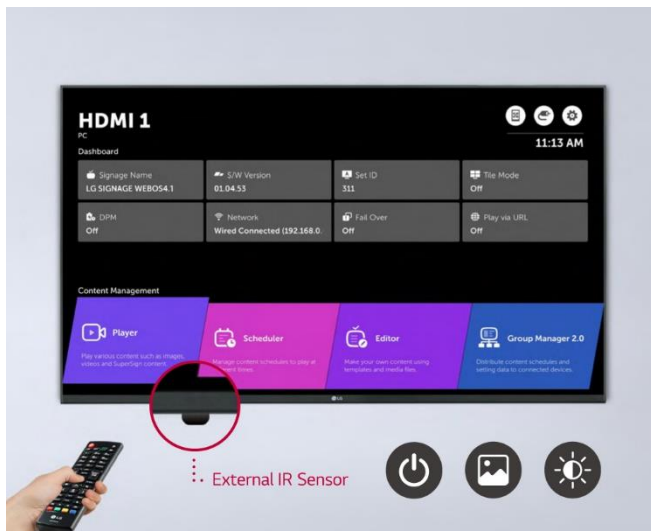 HDMI 1
PC
Dashboard
11:13 AM
Signage Name
LG SIGNAGE WEBOS4.1
S/W Version
01.04.53
Set ID
311
Tile Mode
Off
DPM
Off
Network
Wired Connected (192.168.0.
Fail Over
Off
Play via URL
Off
Content Management
Player
Play various content such as images,
videos and SuperSign content.
Scheduler
Manage content schedules to play at
times.
Editor
Make your own content using
templates and media files.
Group Manager 2.0
Distribute content schedules and
setting data to connected devices.
LG
External IR Sensor
LG